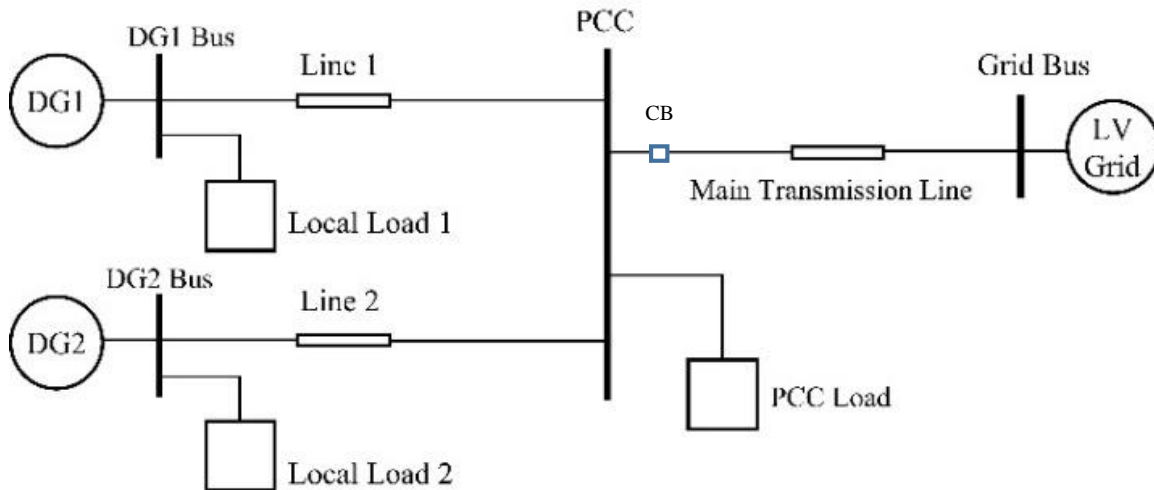 PCC
DG1 Bus
Line 1
Grid Bus
DG1
CB
LV
Grid
Main Transmission Line
Local Load 1
DG2 Bus
Line 2
DG2
PCC Load
Local Load 2